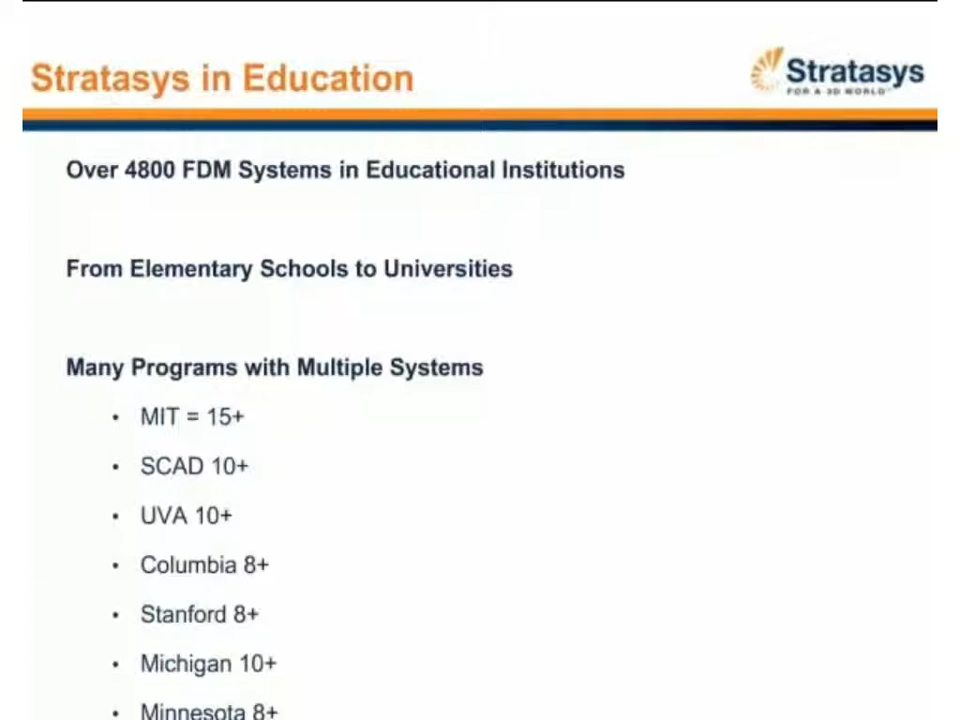 Stratasys in Education
Stratasys
FOR A 3D WORLD™
Over 4800 FDM Systems in Educational Institutions
From Elementary Schools to Universities
Many Programs with Multiple Systems
• MIT = 15+
• SCAD 10+
• UVA 10+
• Columbia 8+
• Stanford 8+
• Michigan 10+
• Minnesota 8+